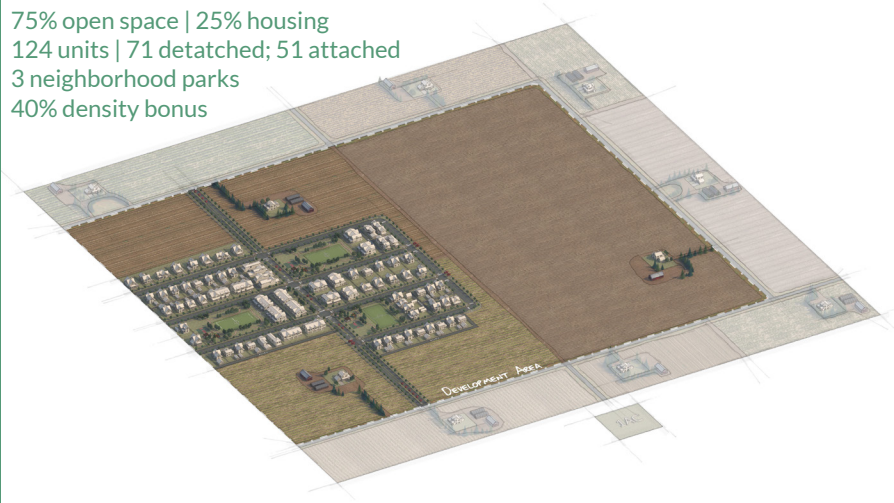 75% open space | 25% housing
124 units | 71 detatched; 51 attached
3 neighborhood parks
40% density bonus
DEVELOPMENT AREA